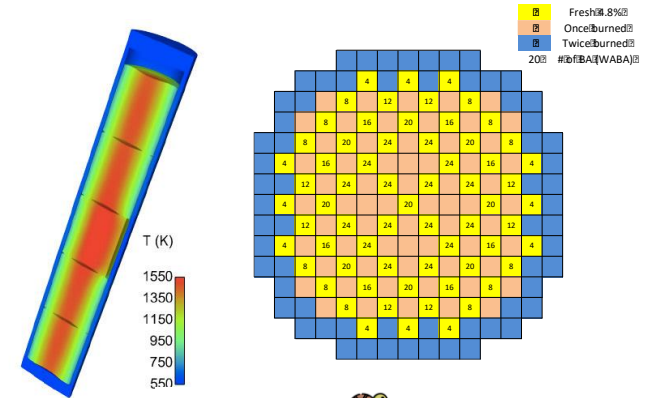 Fresh 4.8%
Once burned
Twice burned
20 # of BA (WABA)
4 4 4
8 12 12 8
8 16 20 16 8
8 20 24 24 20 8
4 16 24 24 16 4
12 24 24 24 24 12
4 20 20 20 4
12 24 24 24 24 12
4 16 24 24 16 4
8 20 24 24 20 8
8 16 20 16 8
8 12 12 8
4 4 4
T (K)
1550
1350
1150
950
750
550